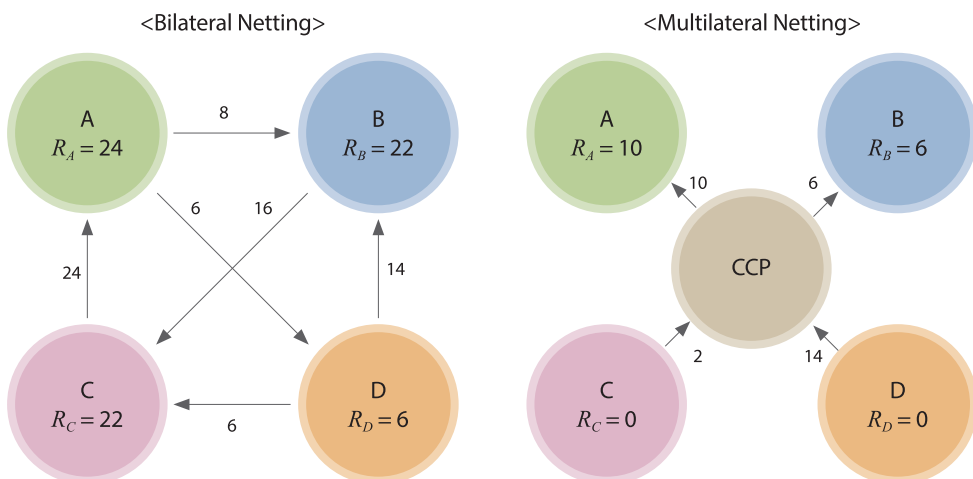 <Bilateral Netting>
A
R_A = 24
8
B
R_B = 22
6
16
24
14
C
R_C = 22
6
D
R_D = 6
<Multilateral Netting>
A
R_A = 10
B
R_B = 6
10
6
CCP
2
14
C
R_C = 0
D
R_D = 0